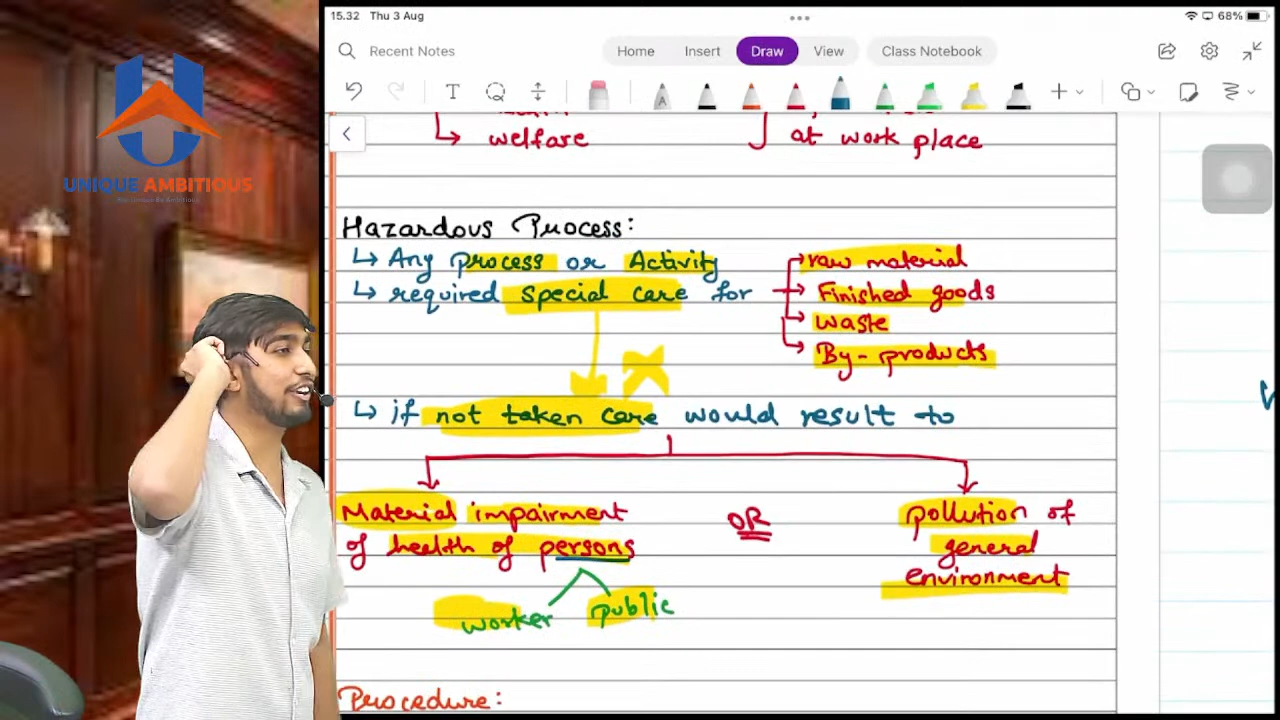 15.32 Thu 3 Aug
68%
Recent Notes
Home Insert Draw View Class Notebook
welfare
at work place
UNIQUE AMBITIOUS
Hazardous Process:
Any process or Activity
required special care for
raw material
Finished goods
waste
By-products
if not taken care would result to
Material impairment
of health of persons
worker public
OR
pollution of
general
environment
Procedure: